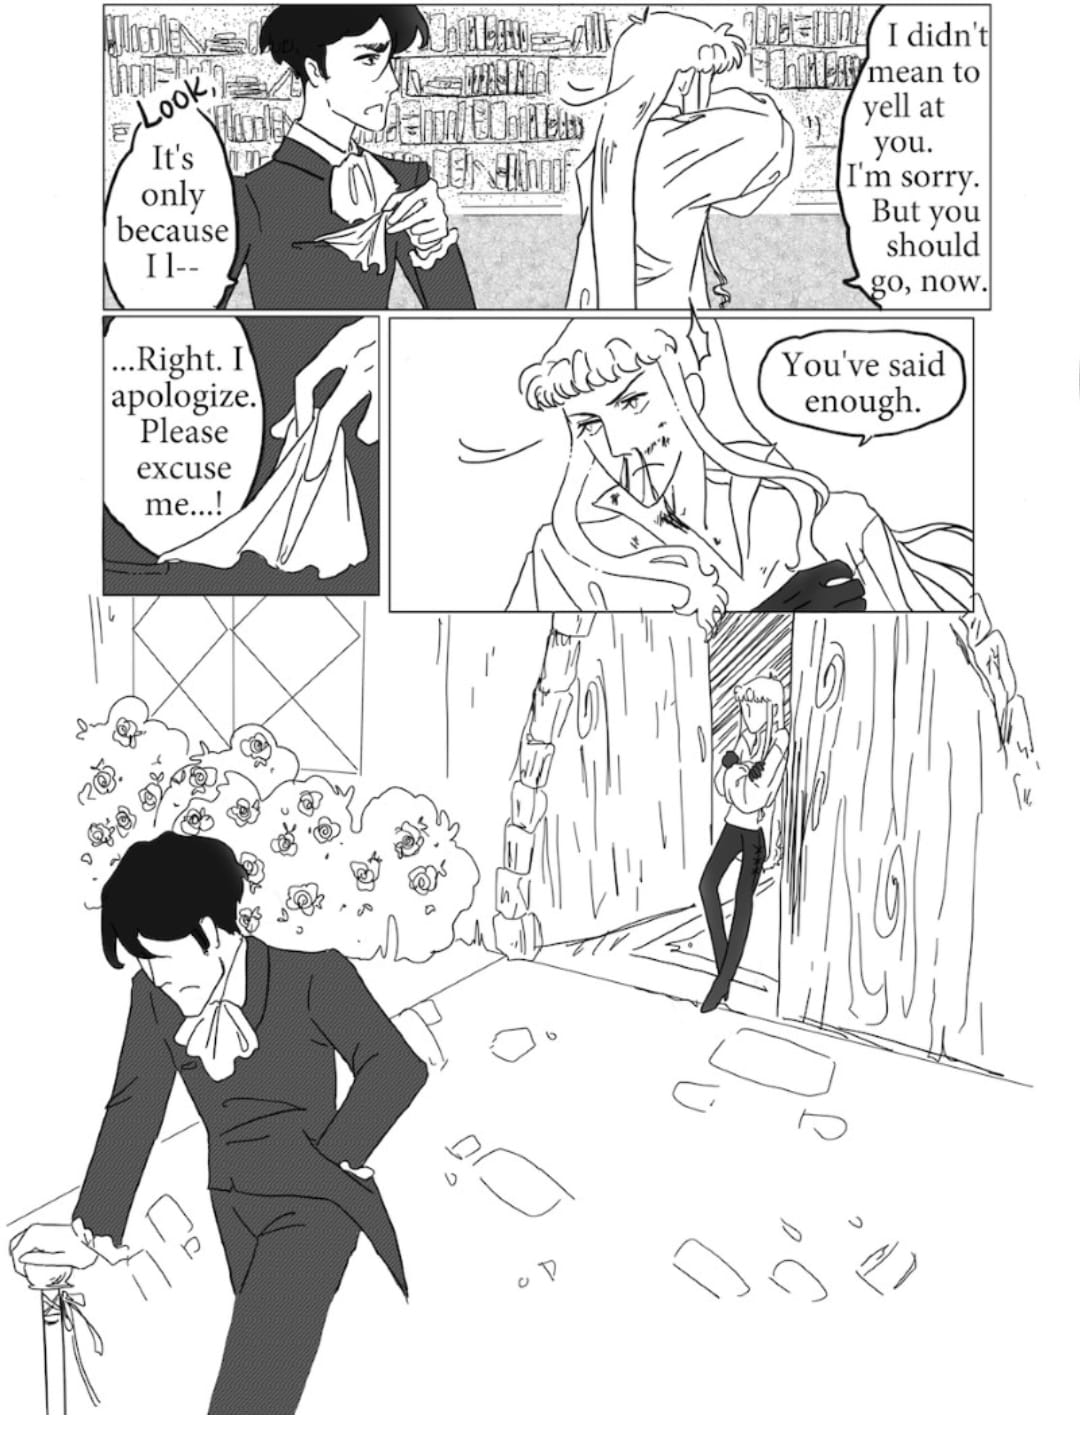 Look,
It's
only
because
I l--
I didn't
mean to
yell at
you.
I'm sorry.
But you
should
go, now.
...Right. I
apologize.
Please
excuse
me...!
You've said
enough.